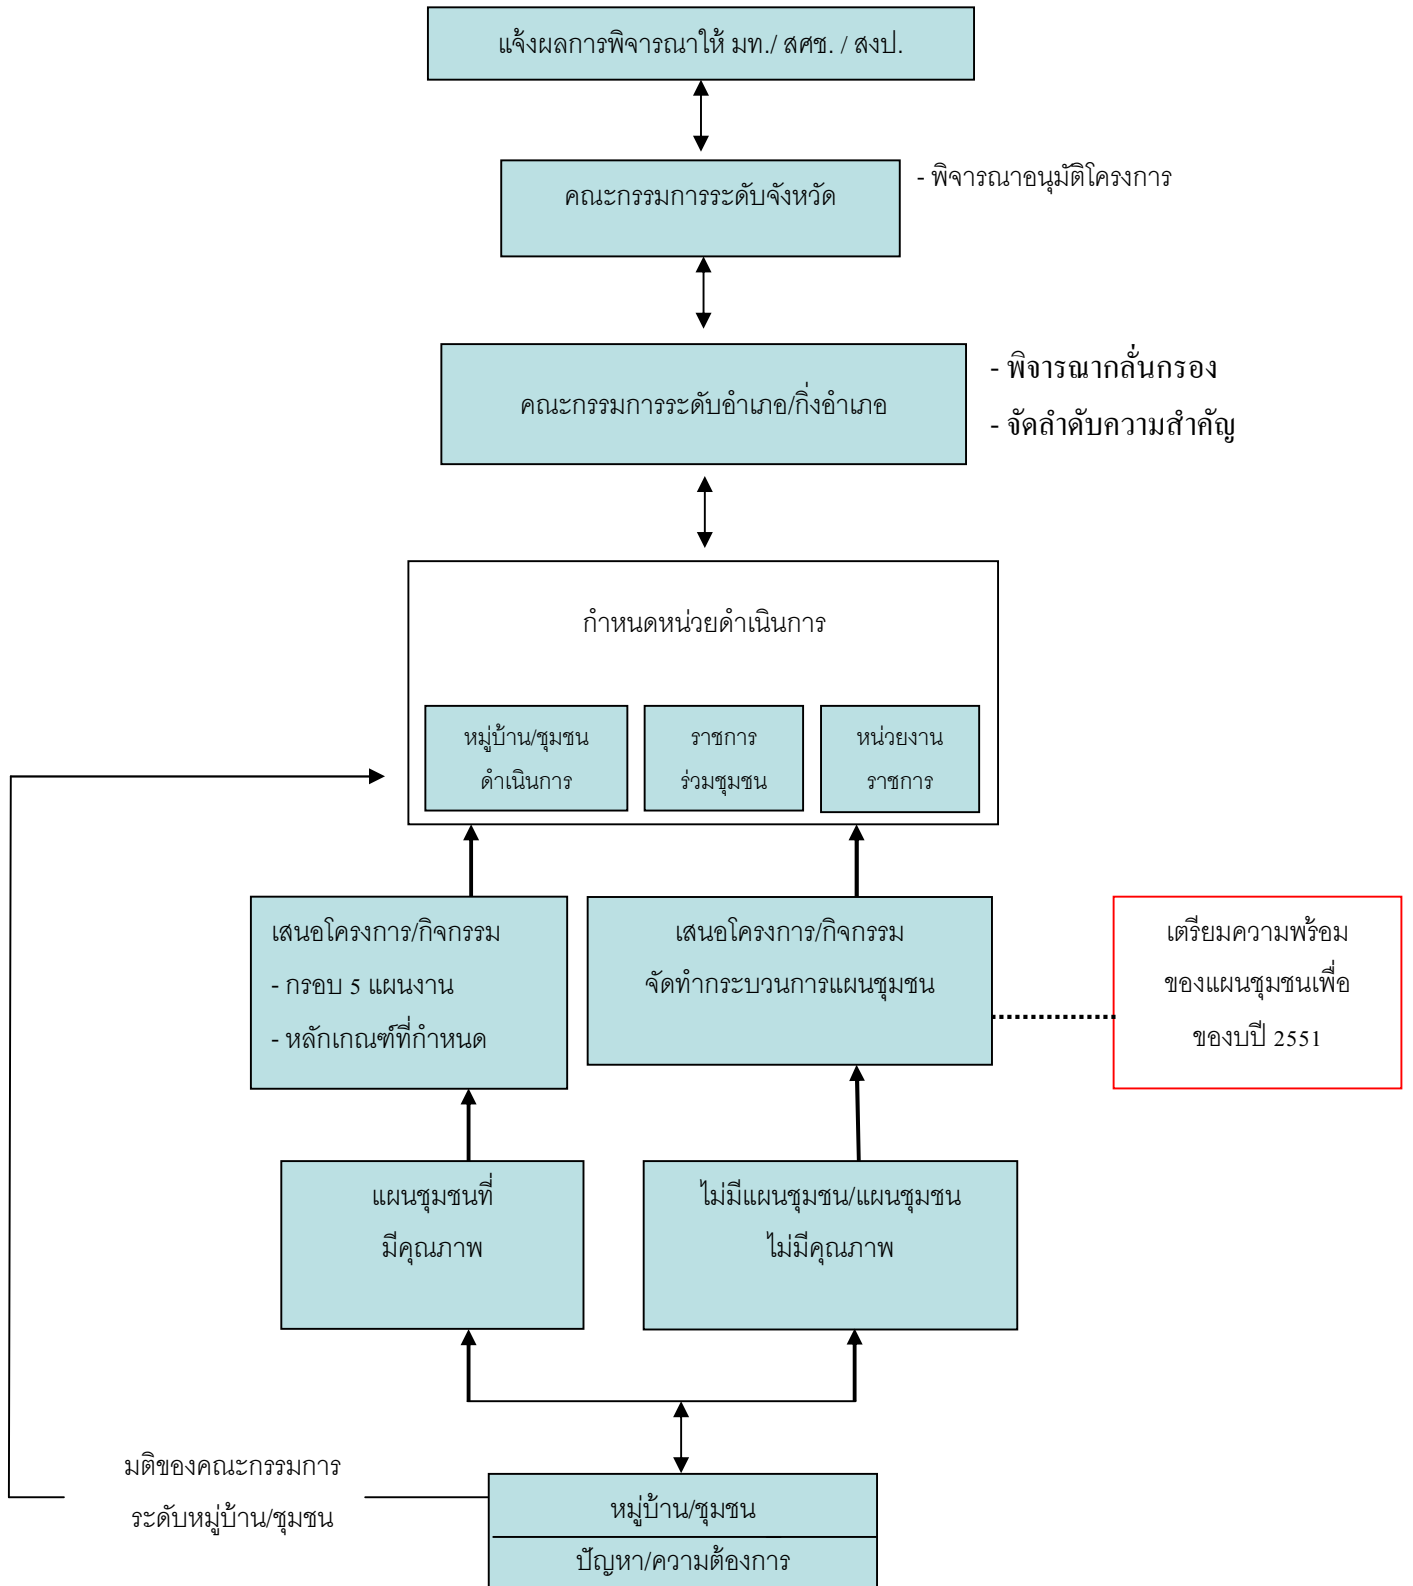 แจ้งผลการพิจารณาให้ มท./ สศช. / สงป.
คณะกรรมการระดับจังหวัด
- พิจารณาอนุมัติโครงการ
คณะกรรมการระดับอำเภอ/กิ่งอำเภอ
- พิจารณากลั่นกรอง
- จัดลำดับความสำคัญ
กำหนดหน่วยดำเนินการ
หมู่บ้าน/ชุมชน
ดำเนินการ
ราชการ
ร่วมชุมชน
หน่วยงาน
ราชการ
เสนอโครงการ/กิจกรรม
- กรอบ 5 แผนงาน
- หลักเกณฑ์ที่กำหนด
เสนอโครงการ/กิจกรรม
จัดทำกระบวนการแผนชุมชน
เตรียมความพร้อม
ของแผนชุมชนเพื่อ
ของบปี 2551
แผนชุมชนที่
มีคุณภาพ
ไม่มีแผนชุมชน/แผนชุมชน
ไม่มีคุณภาพ
มติของคณะกรรมการ
ระดับหมู่บ้าน/ชุมชน
หมู่บ้าน/ชุมชน
ปัญหา/ความต้องการ